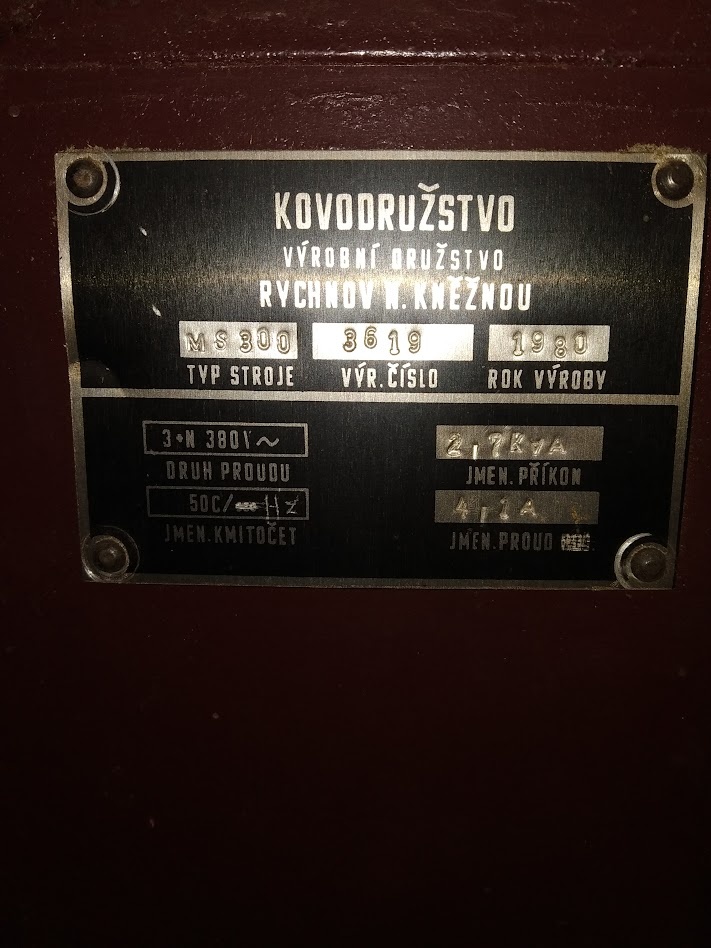 KOVODRUŽSTVO
VÝROBNÍ DRUŽSTVO
RYCHNOV N. KNĚŽNOU
MS 300 3619 1980
TYP STROJE VÝR. ČÍSLO ROK VÝROBY
3+N 380V ~ 2,7KVA
DRUH PROUDU JMEN. PŘÍKON
50C/ HZ 4,1A
JMEN. KMITOČET JMEN. PROUD